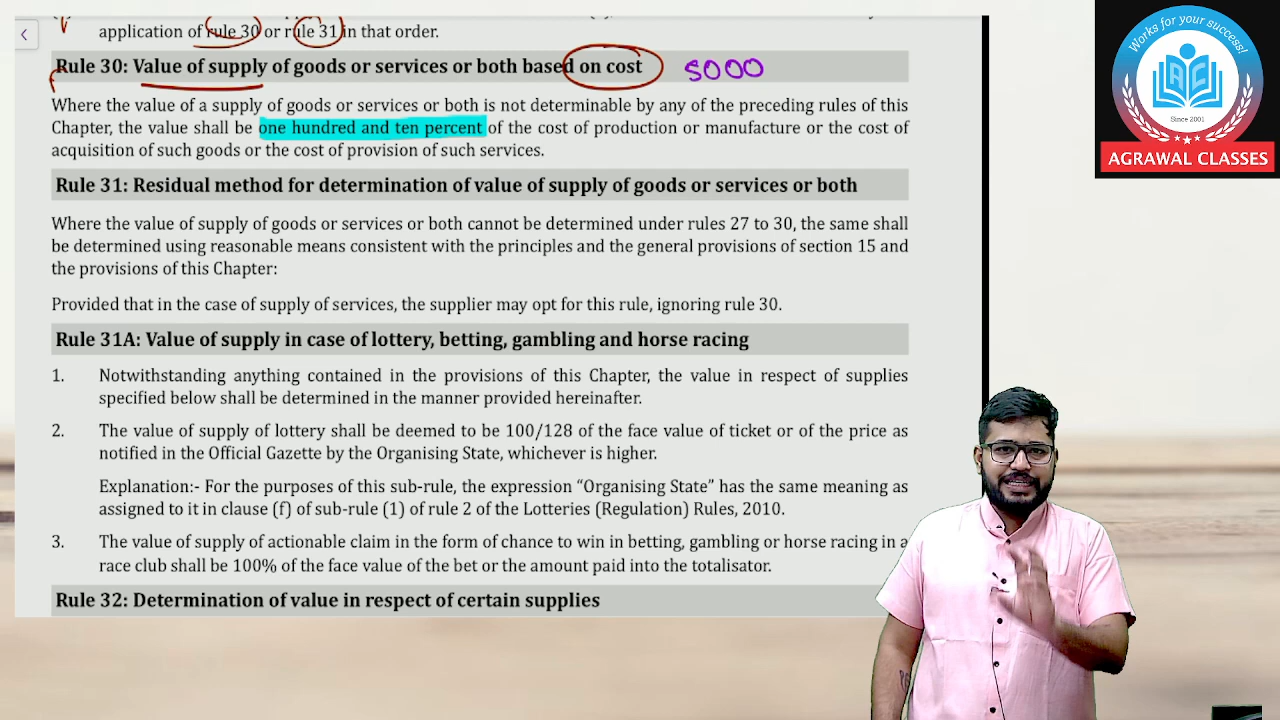 application of rule 30 or rule 31 in that order.
Rule 30: Value of supply of goods or services or both based on cost 5000
Where the value of a supply of goods or services or both is not determinable by any of the preceding rules of this
Chapter, the value shall be one hundred and ten percent of the cost of production or manufacture or the cost of
acquisition of such goods or the cost of provision of such services.
Rule 31: Residual method for determination of value of supply of goods or services or both
Where the value of supply of goods or services or both cannot be determined under rules 27 to 30, the same shall
be determined using reasonable means consistent with the principles and the general provisions of section 15 and
the provisions of this Chapter:
Provided that in the case of supply of services, the supplier may opt for this rule, ignoring rule 30.
Rule 31A: Value of supply in case of lottery, betting, gambling and horse racing
1. Notwithstanding anything contained in the provisions of this Chapter, the value in respect of supplies
specified below shall be determined in the manner provided hereinafter.
2. The value of supply of lottery shall be deemed to be 100/128 of the face value of ticket or of the price as
notified in the Official Gazette by the Organising State, whichever is higher.
Explanation:- For the purposes of this sub-rule, the expression “Organising State” has the same meaning as
assigned to it in clause (f) of sub-rule (1) of rule 2 of the Lotteries (Regulation) Rules, 2010.
3. The value of supply of actionable claim in the form of chance to win in betting, gambling or horse racing in a
race club shall be 100% of the face value of the bet or the amount paid into the totalisator.
Rule 32: Determination of value in respect of certain supplies
Works for your success!
AC
Since 2001
AGRAWAL CLASSES